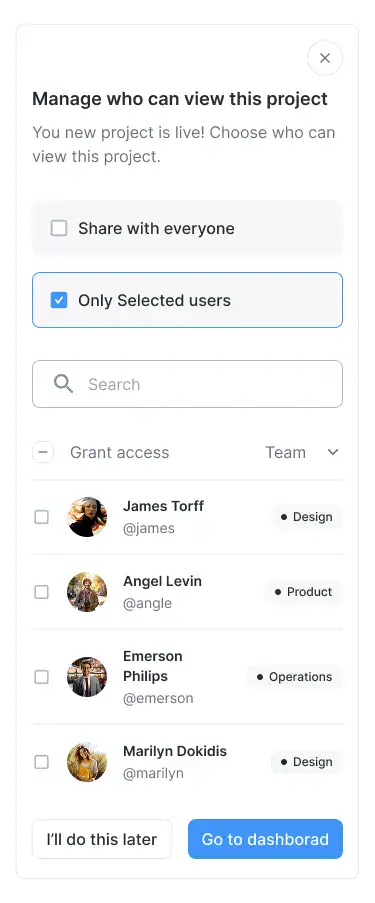 Manage who can view this project
You new project is live! Choose who can
view this project.
Share with everyone
Only Selected users
Search
Grant access Team
James Torff
@james
Design
Angel Levin
@angle
Product
Emerson
Philips
@emerson
Operations
Marilyn Dokidis
@marilyn
Design
I’ll do this later Go to dashborad